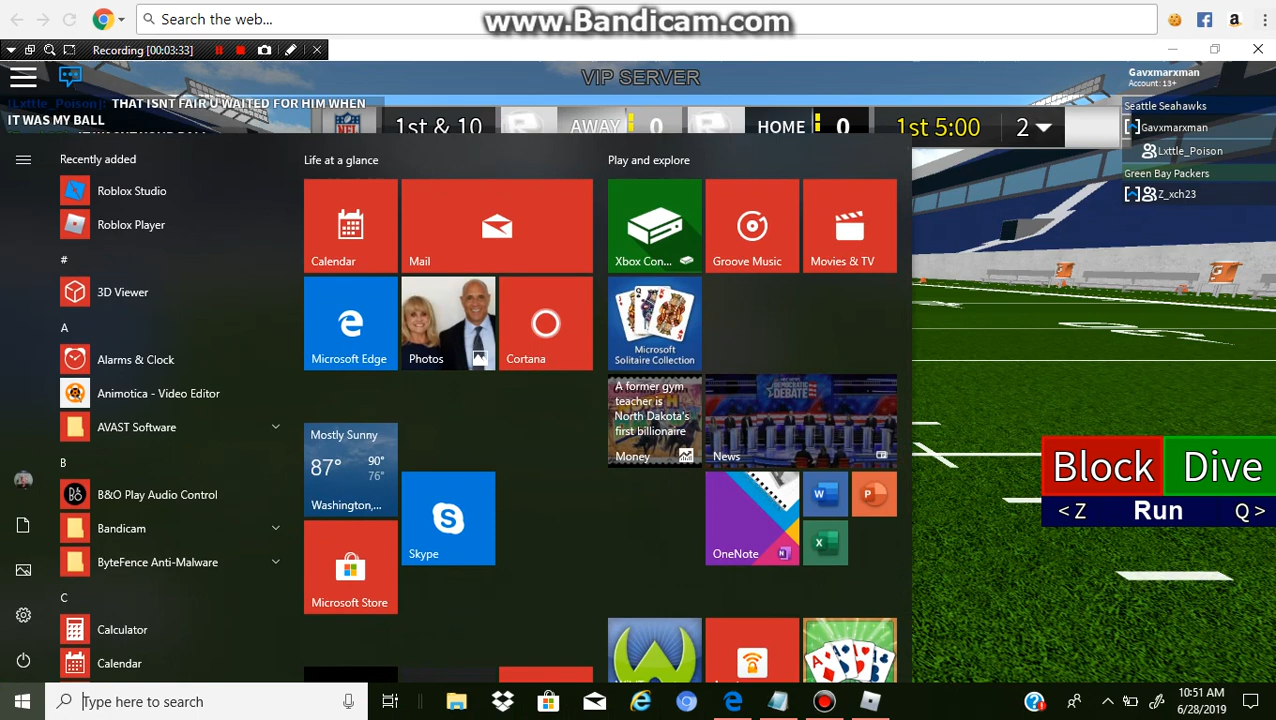 www.Bandicam.com
Search the web...
Recording [00:03:33]
VIP SERVER
Gavxmarxman
Account: 13+
[Lxttle_Poison]: THAT ISNT FAIR U WAITED FOR HIM WHEN
IT WAS MY BALL
NFL
1st & 10
AWAY
0
HOME
0
1st 5:00
2
Seattle Seahawks
Gavxmarxman
Lxttle_Poison
Green Bay Packers
Z_xch23
Recently added
Roblox Studio
Roblox Player
#
3D Viewer
A
Alarms & Clock
Animotica - Video Editor
AVAST Software
B
B&O Play Audio Control
Bandicam
ByteFence Anti-Malware
C
Calculator
Calendar
Life at a glance
Calendar
Mail
Microsoft Edge
Photos
Cortana
Mostly Sunny
87° 90°
76°
Washington,...
Skype
Microsoft Store
Play and explore
Xbox Con...
Groove Music
Movies & TV
Microsoft
Solitaire Collection
A former gym
teacher is
North Dakota's
first billionaire
Money
DEMOCRATIC
DEBATE
News
OneNote
Block
Dive
< Z
Run
Q >
Type here to search
10:51 AM
6/28/2019